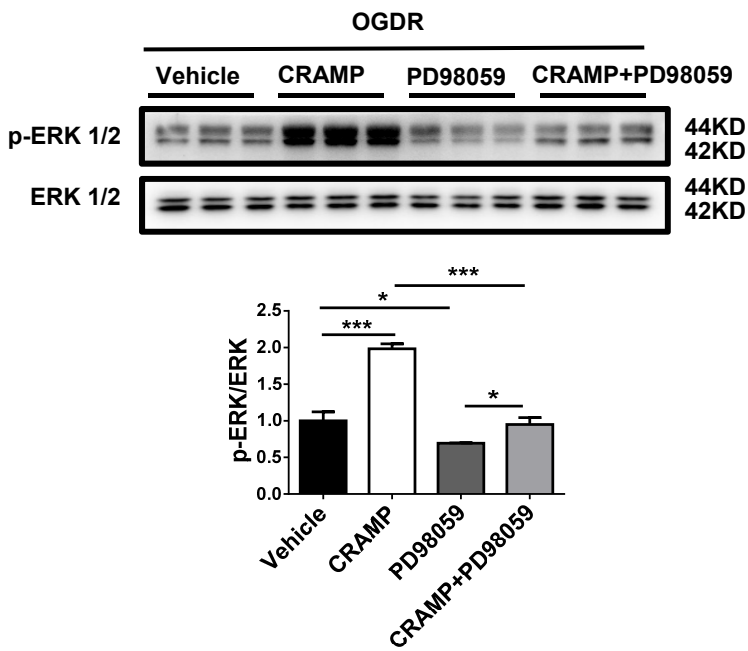 OGDR
Vehicle CRAMP PD98059 CRAMP+PD98059
p-ERK 1/2 44KD
42KD
ERK 1/2 44KD
42KD
***
*
***
*
p-ERK/ERK
2.5
2.0
1.5
1.0
0.5
0.0
Vehicle
CRAMP
PD98059
CRAMP+PD98059